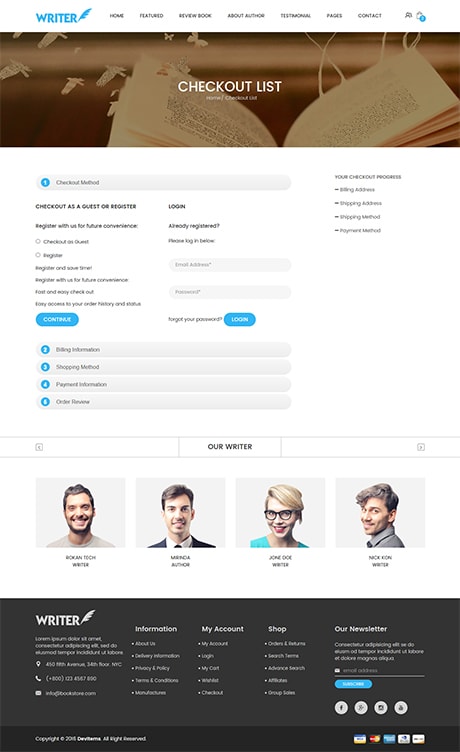 WRITER
HOME FEATURED REVIEW BOOK ABOUT AUTHOR TESTIMONIAL PAGES CONTACT
CHECKOUT LIST
Home/ Checkout List
1 Checkout Method
YOUR CHECKOUT PROGRESS
Billing Address
Shipping Address
Shipping Method
Payment Method
CHECKOUT AS A GUEST OR REGISTER
Register with us for future convenience:
Checkout as Guest
Register
Register and save time!
Register with us for future convenience:
Fast and easy check out
Easy access to your order history and status
CONTINUE
LOGIN
Already registered?
Please log in below:
Email Address*
Password*
forgot your password? LOGIN
2 Billing Information
3 Shopping Method
4 Payment Information
5 Order Review
OUR WRITER
ROKAN TECH
WRITER
MIRINDA
AUTHOR
JONE DOE
WRITER
NICK KON
WRITER
WRITER
Lorem ipsum dolor sit amet,
consectetur adipisicing elit, sed do
eiusmod tempor incididunt ut labore
450 fifth Avenue, 34th floor. NYC
(+800) 123 4567 890
info@bookstore.com
Information
About Us
Delivery Information
Privacy & Policy
Terms & Conditions
Manufactures
My Account
My Account
Login
My Cart
Wishlist
Checkout
Shop
Orders & Returns
Search Terms
Advance Search
Affiliates
Group Sales
Our Newsletter
Consectetur adipisicing elit sed
do eiusmod tempor incididunt ut labore et
dolore magnas aliqua
email address
SUBSCRIBE
Copyright © 2016 Devitems All Right Reserved.